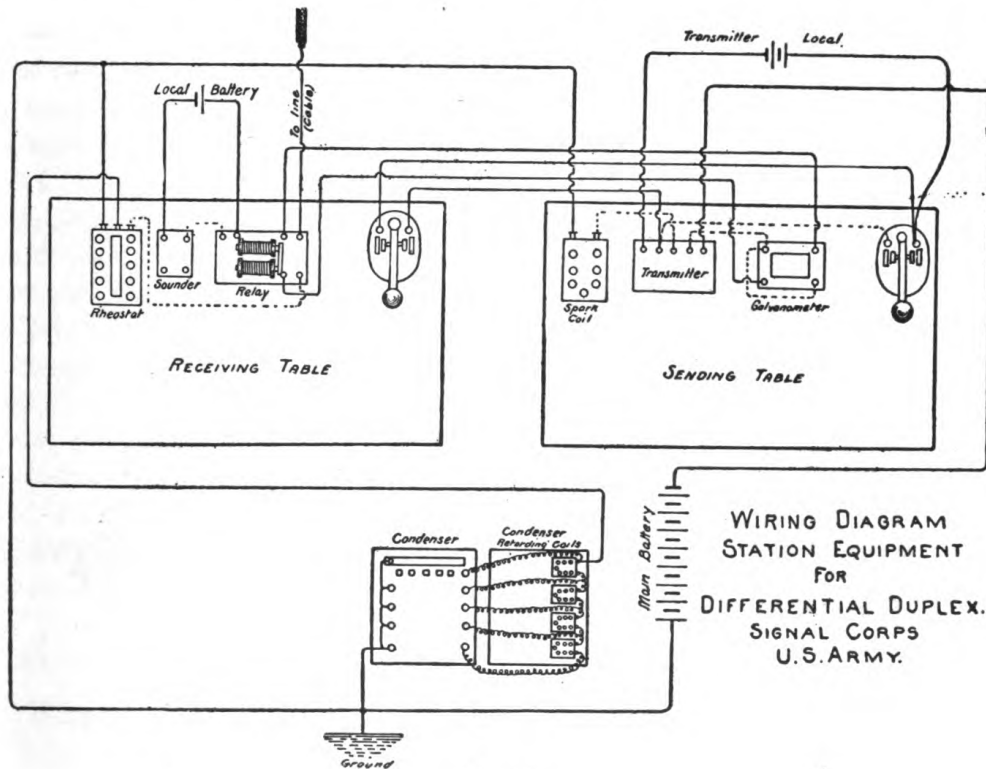 Transmitter Local.
Local Battery
To line
(Cable)
Rheostat
Sounder
Relay
Spark
Coil
Transmitter
Galvanometer
RECEIVING TABLE
SENDING TABLE
Condenser
Condenser
Retarding Coils
Main Battery
WIRING DIAGRAM
STATION EQUIPMENT
FOR
DIFFERENTIAL DUPLEX.
SIGNAL CORPS
U.S. ARMY.
Ground